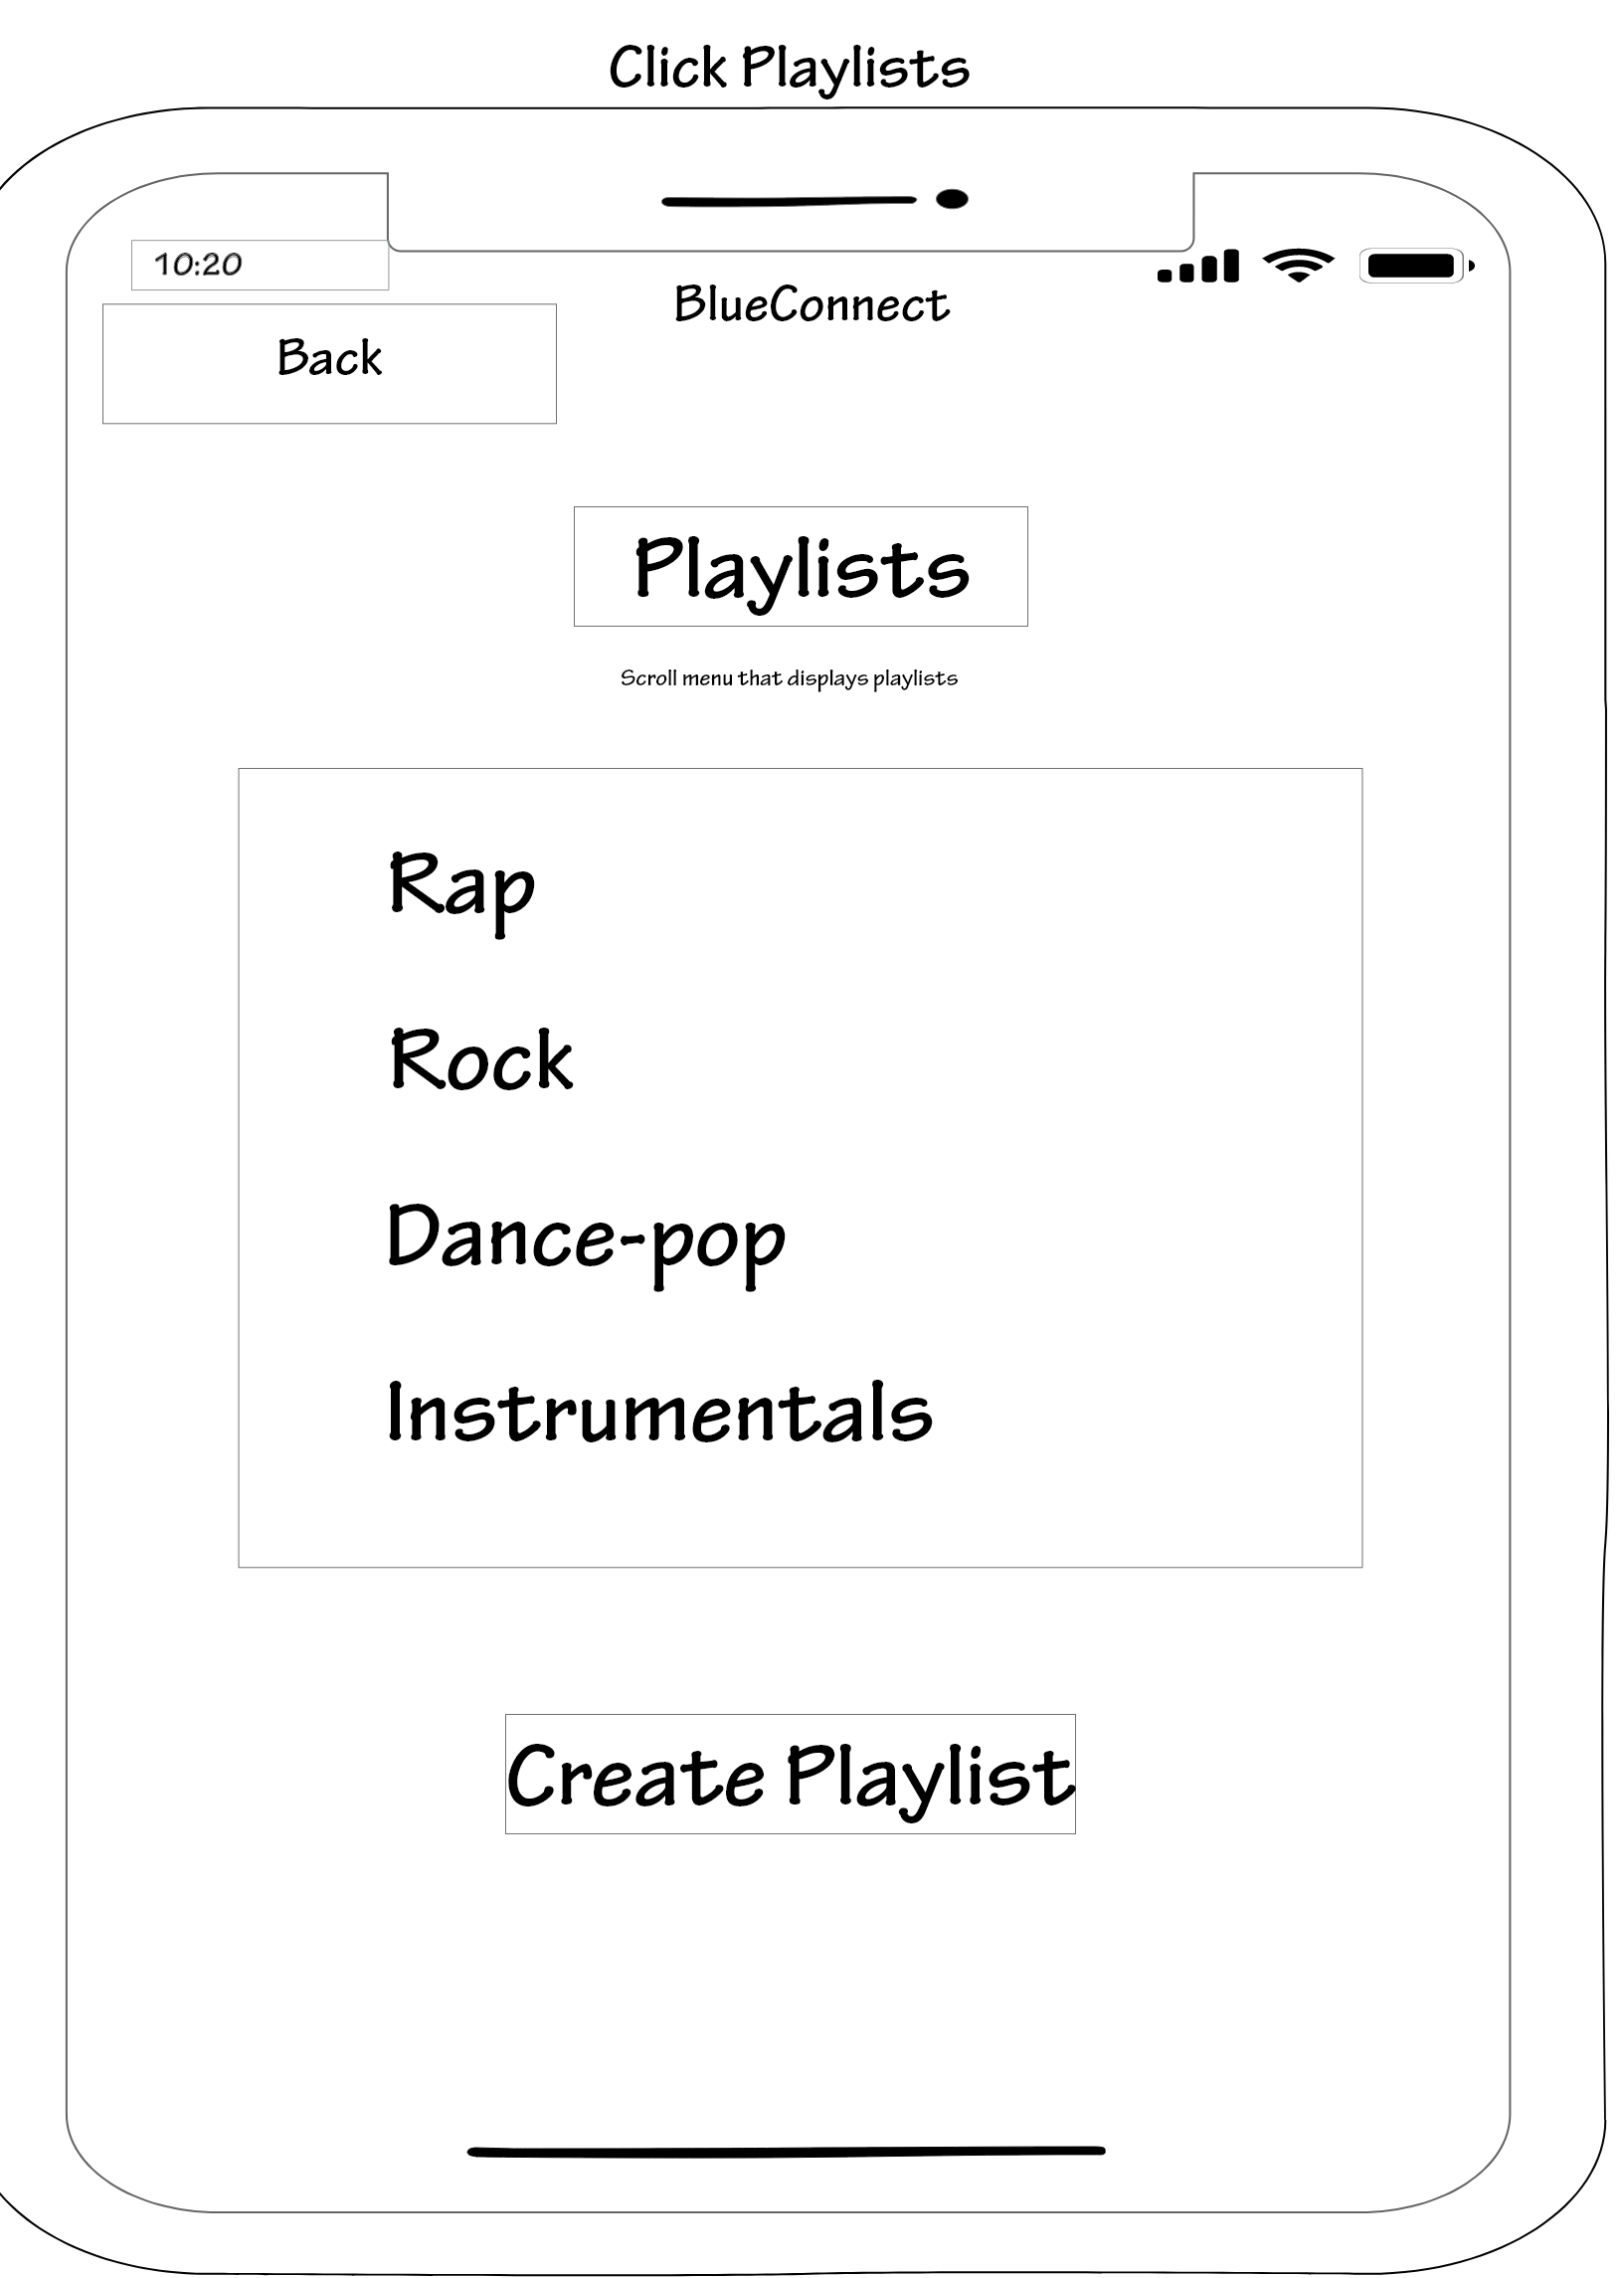 Click Playlists
10:20
BlueConnect
Back
Playlists
Scroll menu that displays playlists
Rap
Rock
Dance-pop
Instrumentals
Create Playlist